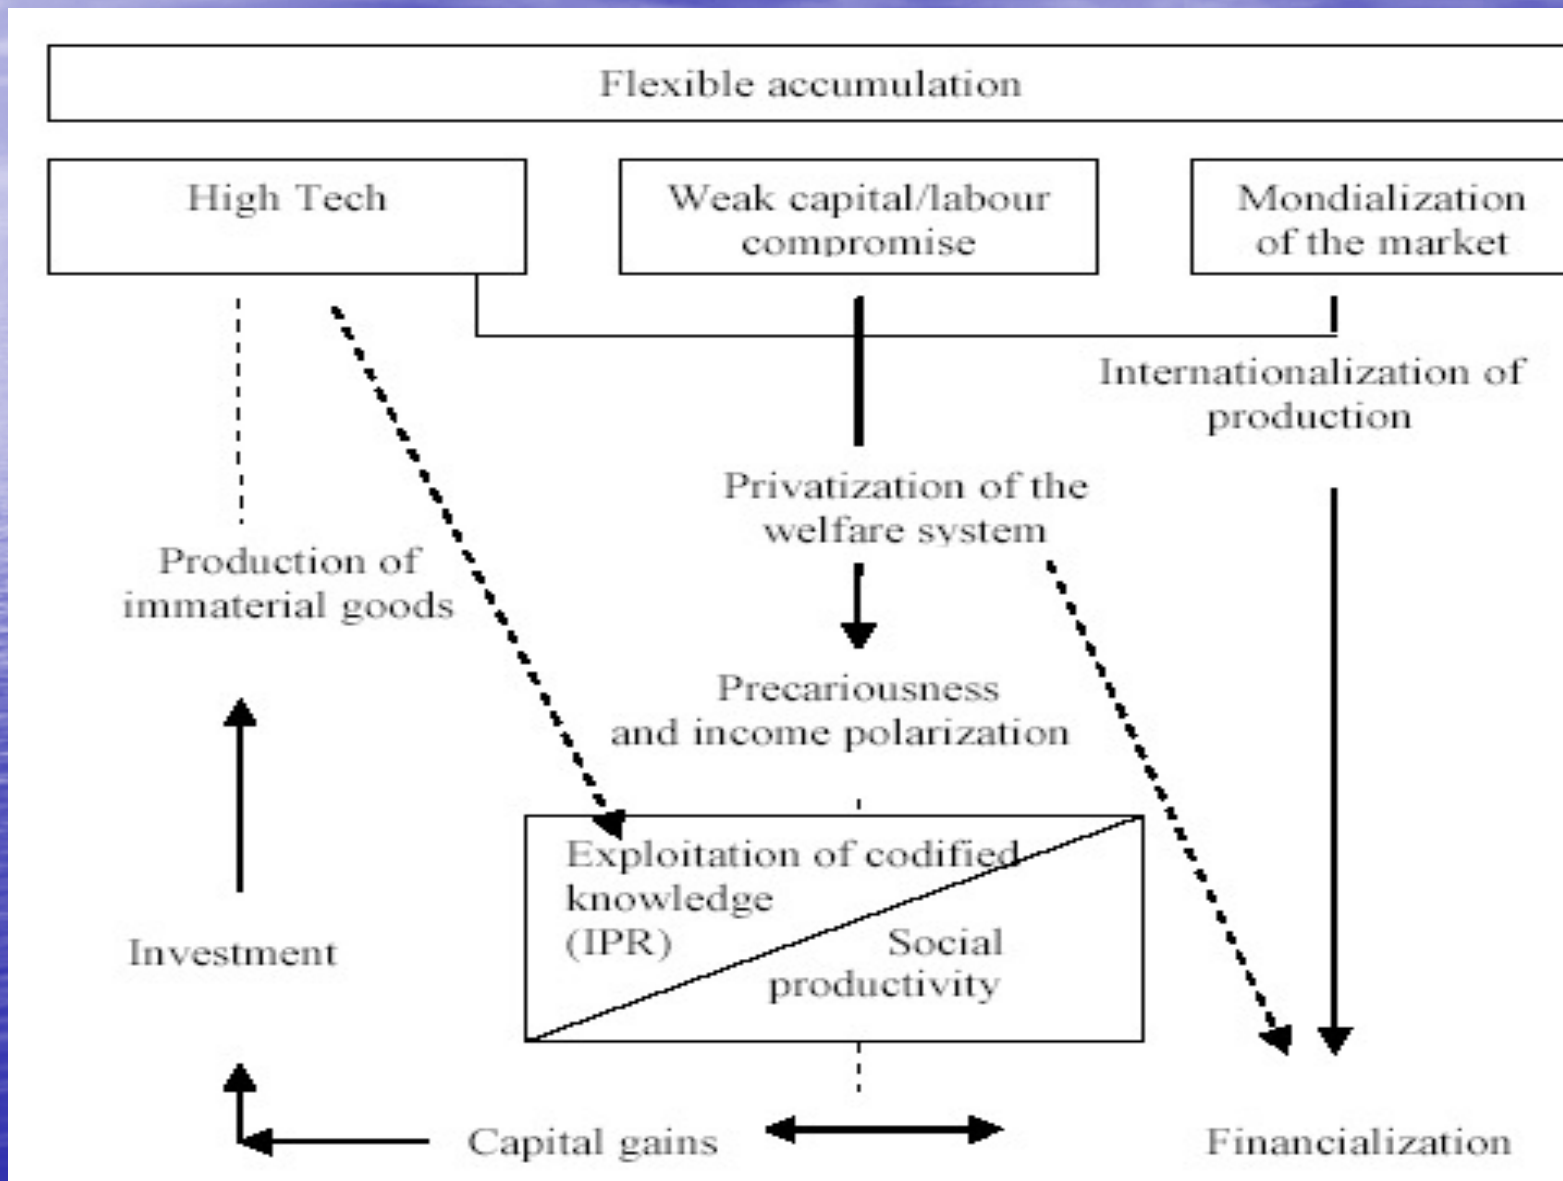 Flexible accumulation
High Tech
Weak capital/labour
compromise
Mondialization
of the market
Internationalization of
production
Privatization of the
welfare system
Production of
immaterial goods
Precariousness
and income polarization
Exploitation of codified
knowledge
(IPR)
Social
productivity
Investment
Capital gains
Financialization